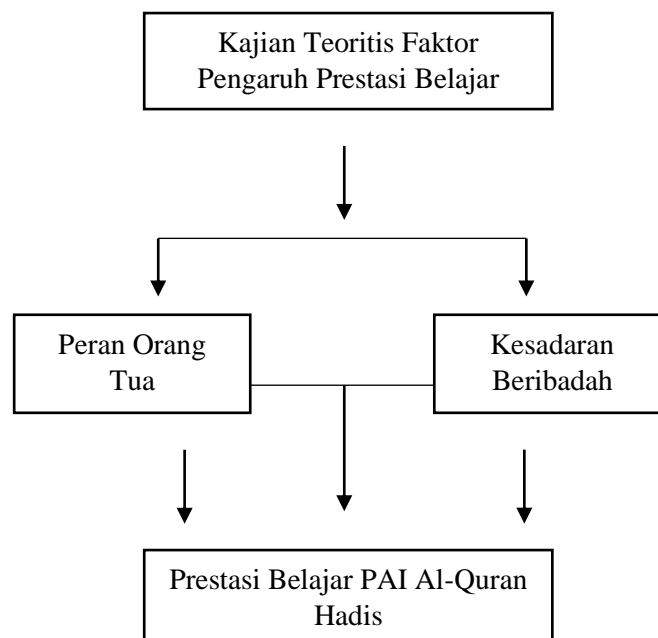 Kajian Teoritis Faktor
Pengaruh Prestasi Belajar
Peran Orang
Tua
Kesadaran
Beribadah
Prestasi Belajar PAI Al-Quran
Hadis